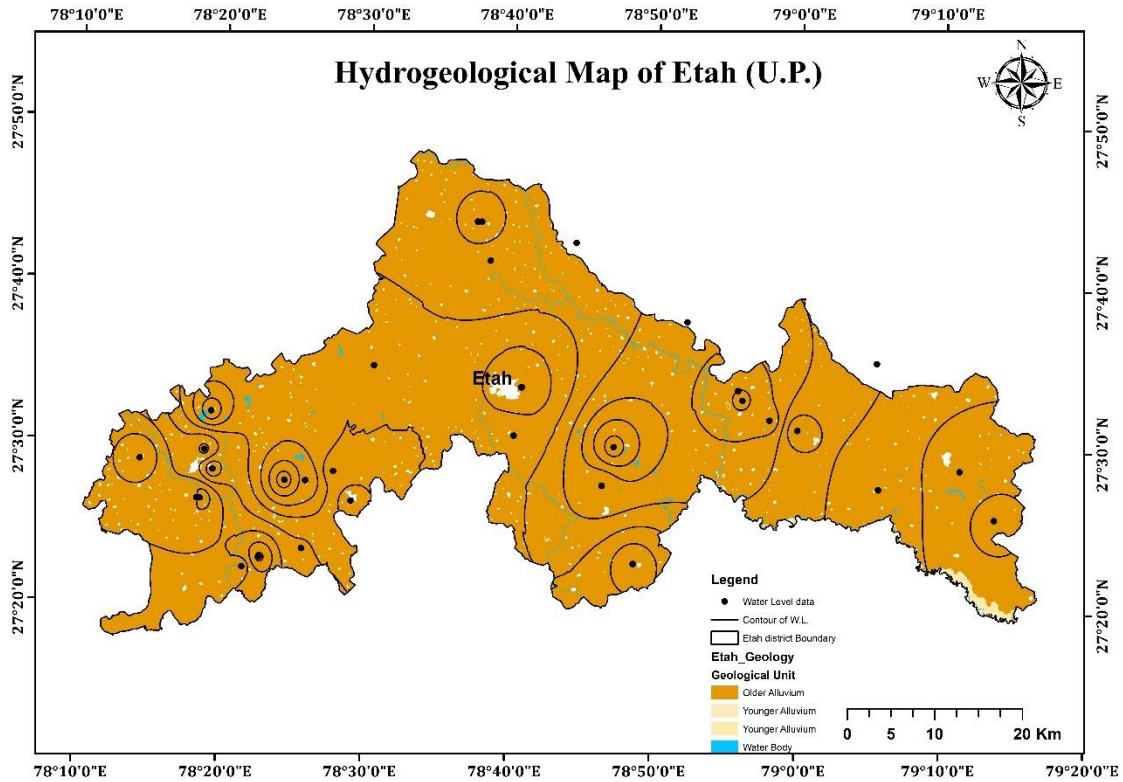 78°10'0"E 78°20'0"E 78°30'0"E 78°40'0"E 78°50'0"E 79°0'0"E 79°10'0"E
Hydrogeological Map of Etah (U.P.)
N
W E
S
27°50'0"N 27°50'0"N
27°40'0"N 27°40'0"N
Etah
27°30'0"N 27°30'0"N
27°20'0"N 27°20'0"N
Legend
Water Level data
Contour of W.L.
Etah district Boundary
Etah_Geology
Geological Unit
Older Alluvium
Younger Alluvium
Younger Alluvium
Water Body
0 5 10 20 Km
78°10'0"E 78°20'0"E 78°30'0"E 78°40'0"E 78°50'0"E 79°0'0"E 79°10'0"E 79°20'0"E